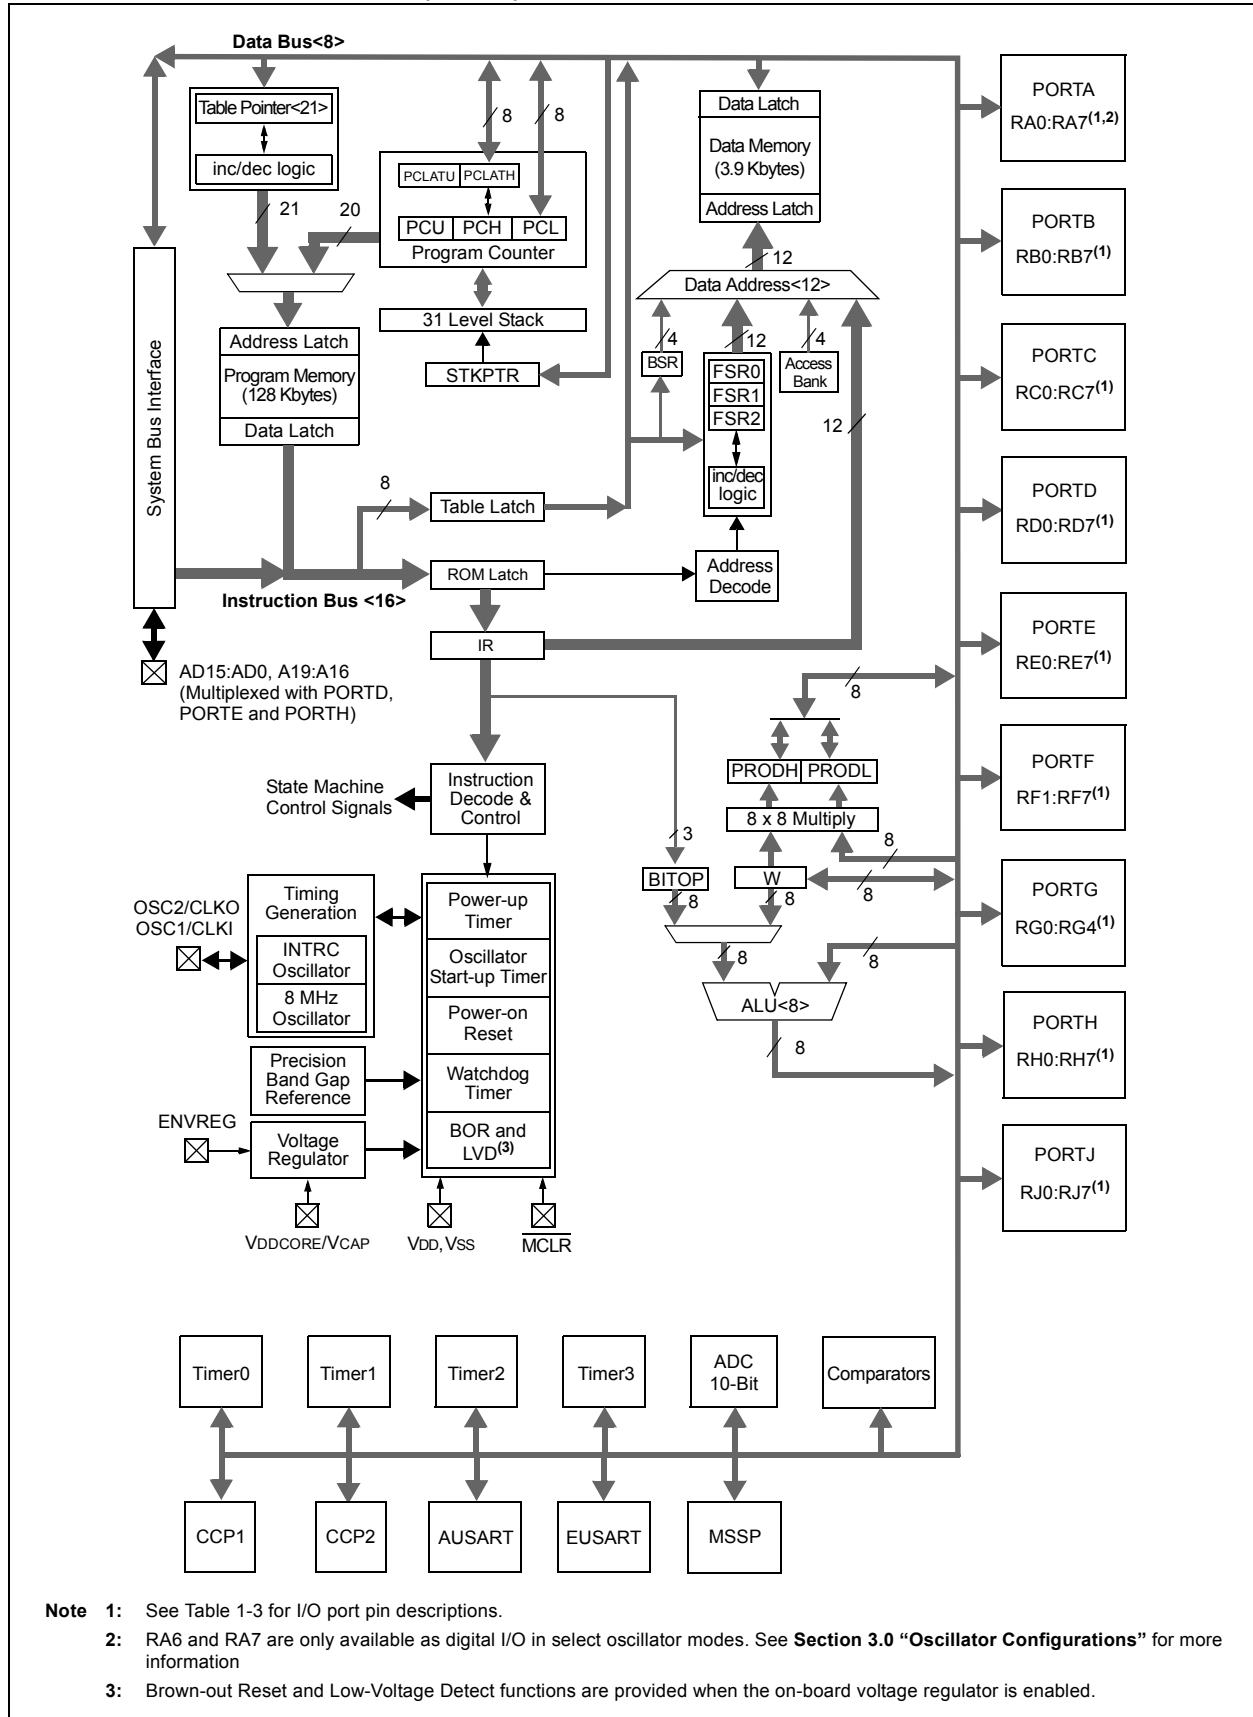 Data Bus<8>
Table Pointer<21>
inc/dec logic
21
20
8
8
PCLATU PCLATH
PCU PCH PCL
Program Counter
31 Level Stack
STKPTR
Data Latch
Data Memory
(3.9 Kbytes)
Address Latch
12
Data Address<12>
4
12
4
BSR
FSR0
FSR1
FSR2
inc/dec
logic
Access
Bank
12
Address
Decode
System Bus Interface
Address Latch
Program Memory
(128 Kbytes)
Data Latch
8
Table Latch
ROM Latch
Instruction Bus <16>
IR
AD15:AD0, A19:A16
(Multiplexed with PORTD,
PORTE and PORTH)
State Machine
Control Signals
Instruction
Decode &
Control
8
PRODH PRODL
8 x 8 Multiply
3
8
BITOP
W
8
8
8
8
8
ALU<8>
8
OSC2/CLKO
OSC1/CLKI
Timing
Generation
INTRC
Oscillator
8 MHz
Oscillator
Power-up
Timer
Oscillator
Start-up Timer
Power-on
Reset
Watchdog
Timer
BOR and
LVD(3)
Precision
Band Gap
Reference
ENVREG
Voltage
Regulator
VDDCORE/VCAP
VDD, VSS
MCLR
PORTA
RA0:RA7(1,2)
PORTB
RB0:RB7(1)
PORTC
RC0:RC7(1)
PORTD
RD0:RD7(1)
PORTE
RE0:RE7(1)
PORTF
RF1:RF7(1)
PORTG
RG0:RG4(1)
PORTH
RH0:RH7(1)
PORTJ
RJ0:RJ7(1)
Timer0
Timer1
Timer2
Timer3
ADC
10-Bit
Comparators
CCP1
CCP2
AUSART
EUSART
MSSP
Note 1: See Table 1-3 for I/O port pin descriptions.
2: RA6 and RA7 are only available as digital I/O in select oscillator modes. See Section 3.0 “Oscillator Configurations” for more
information
3: Brown-out Reset and Low-Voltage Detect functions are provided when the on-board voltage regulator is enabled.